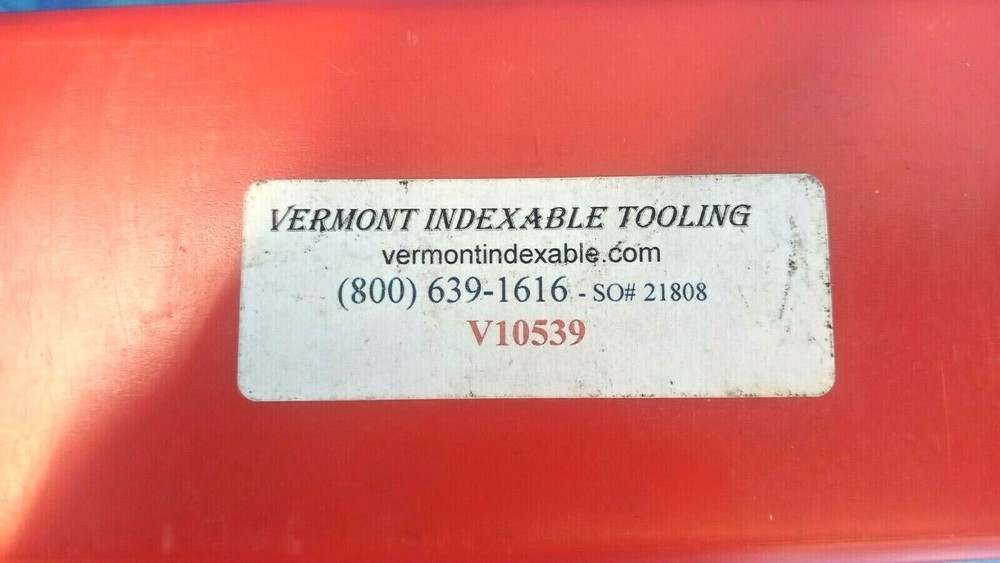 VERMONT INDEXABLE TOOLING
vermontindexable.com
(800) 639-1616 - SO# 21808
V10539